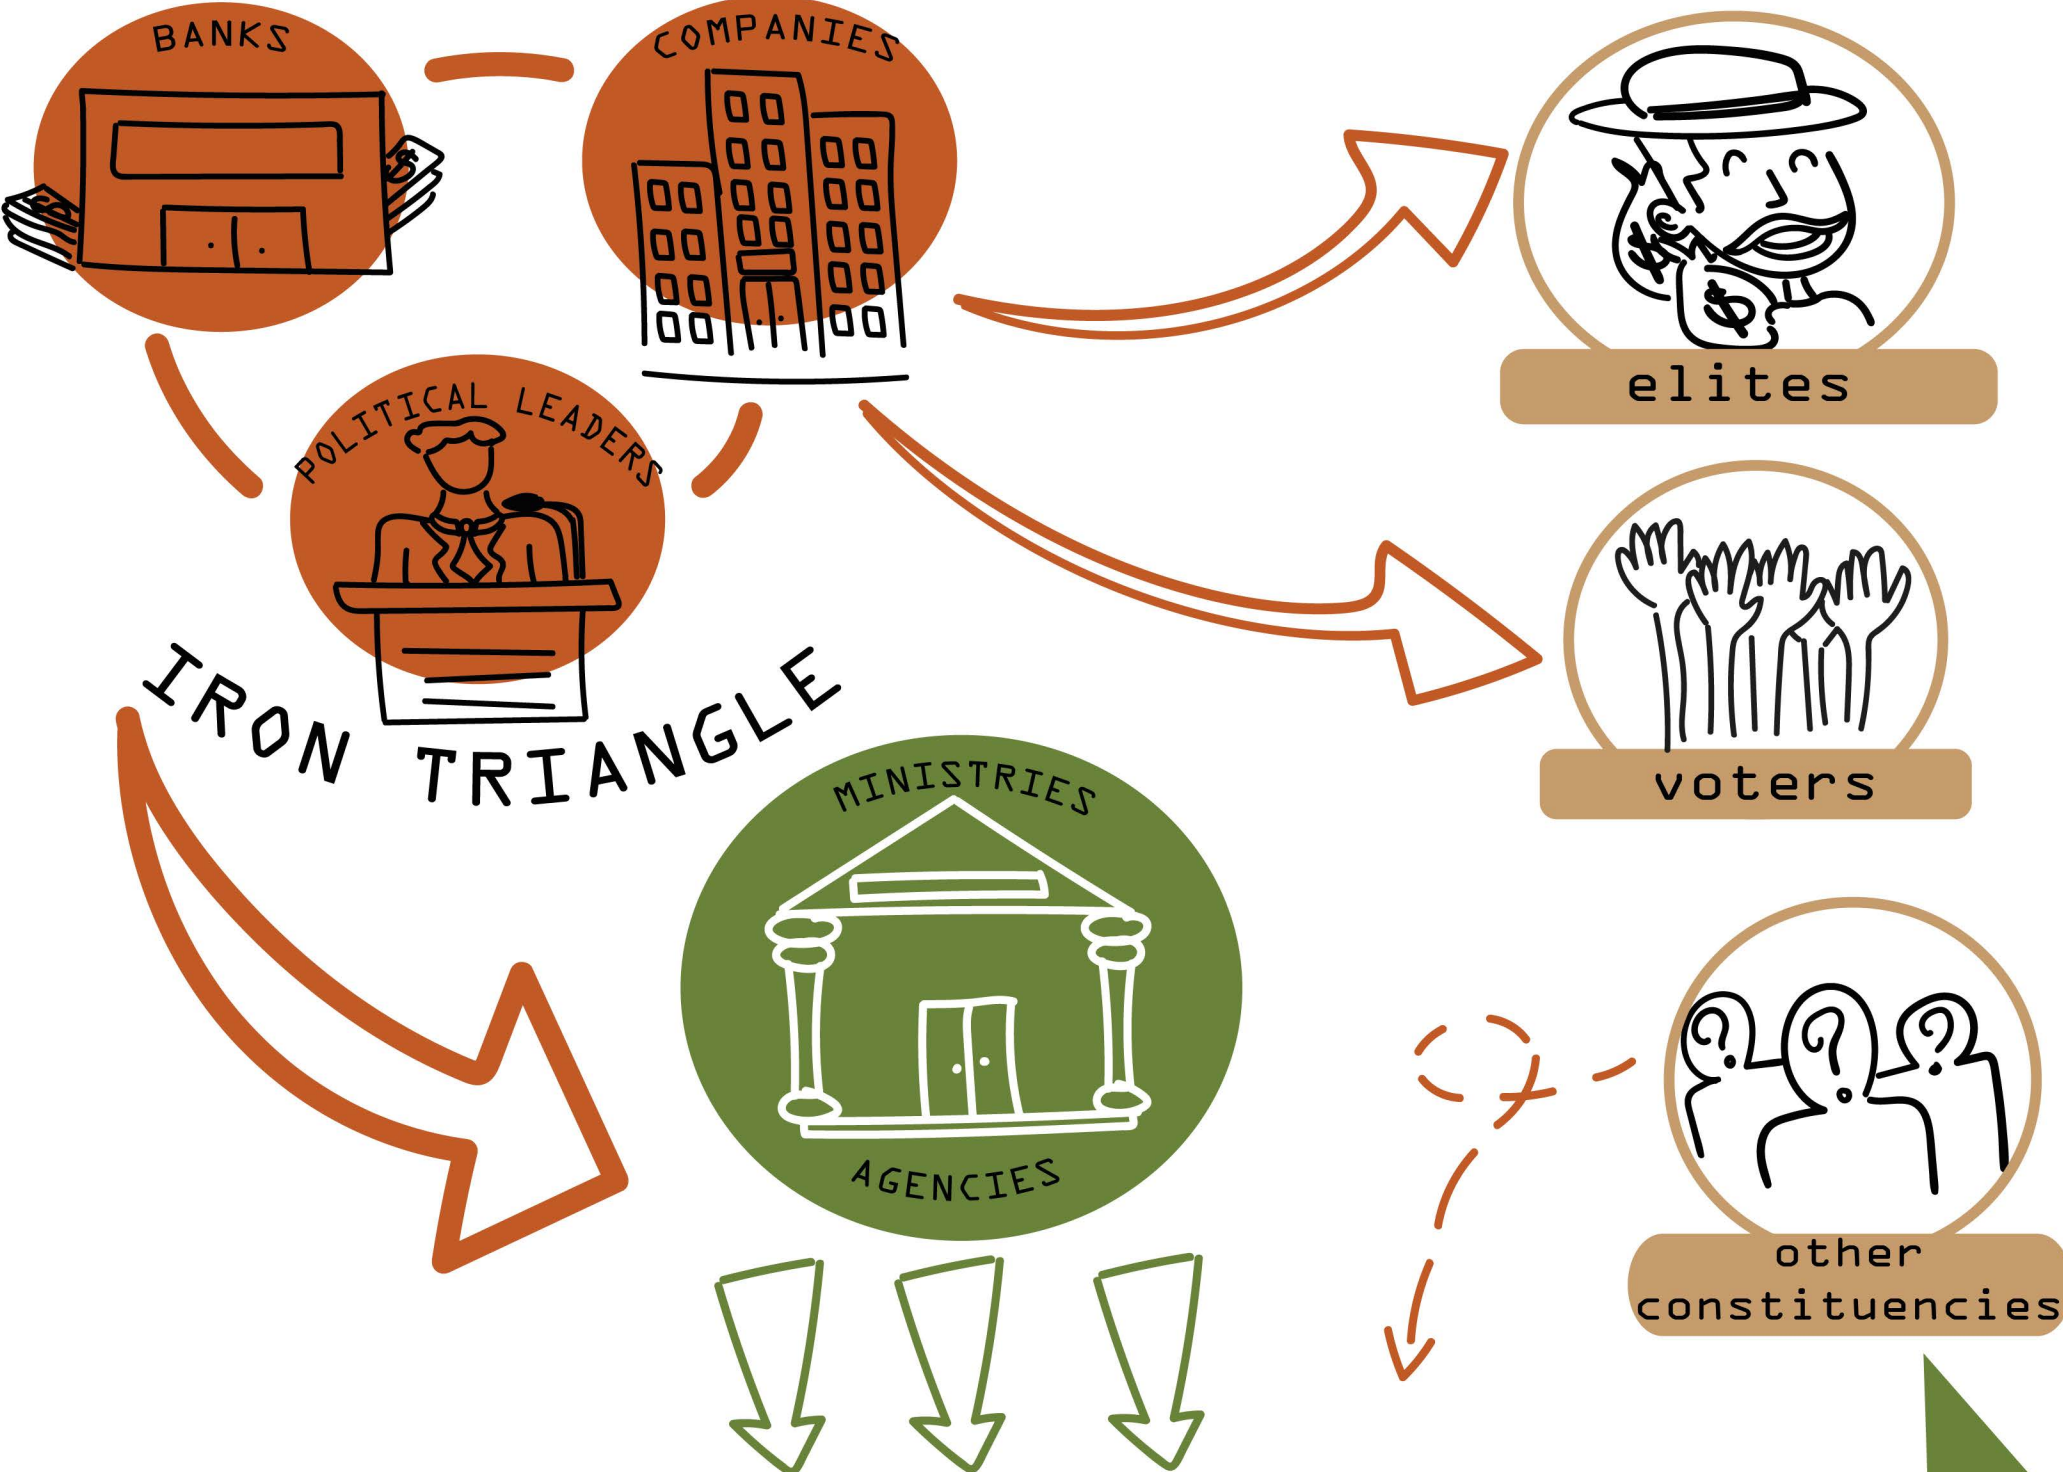 BANKS
COMPANIES
POLITICAL LEADERS
IRON TRIANGLE
elites
voters
MINISTRIES
AGENCIES
other
constituencies
$
$
$
?
?
?